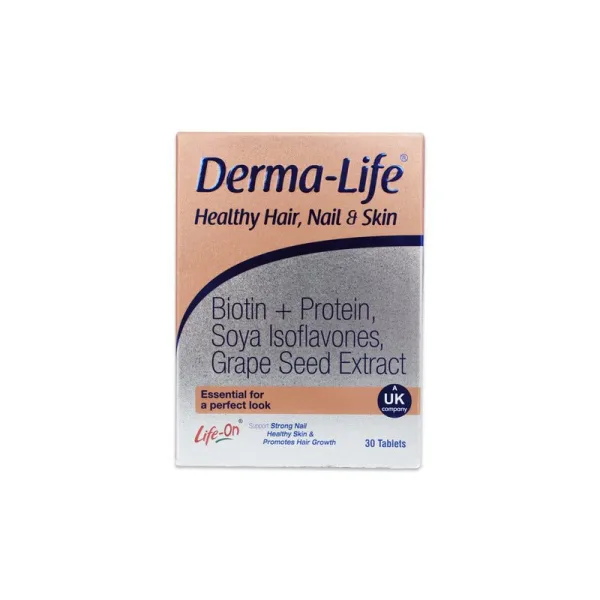 Derma-Life®
Healthy Hair, Nail & Skin
Biotin + Protein,
Soya Isoflavones,
Grape Seed Extract
Essential for
a perfect look
A
UK
company
Life-On®
Support Strong Nail
Healthy Skin &
Promotes Hair Growth
30 Tablets